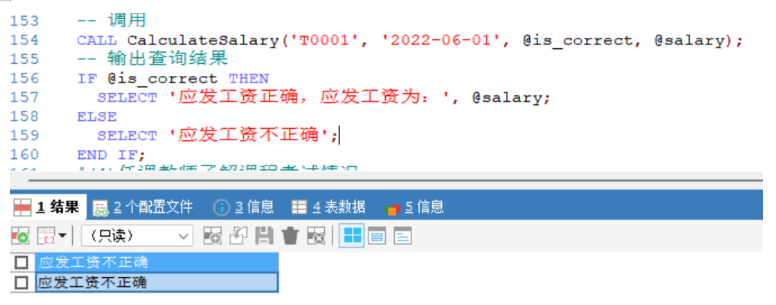 153 -- 调用
154 CALL CalculateSalary('T0001', '2022-06-01', @is_correct, @salary);
155 -- 输出查询结果
156 IF @is_correct THEN
157 SELECT '应发工资正确，应发工资为：', @salary;
158 ELSE
159 SELECT '应发工资不正确';
160 END IF;
1 结果 2 个配置文件 3 信息 4 表数据 5 信息
（只读）
应发工资不正确
应发工资不正确